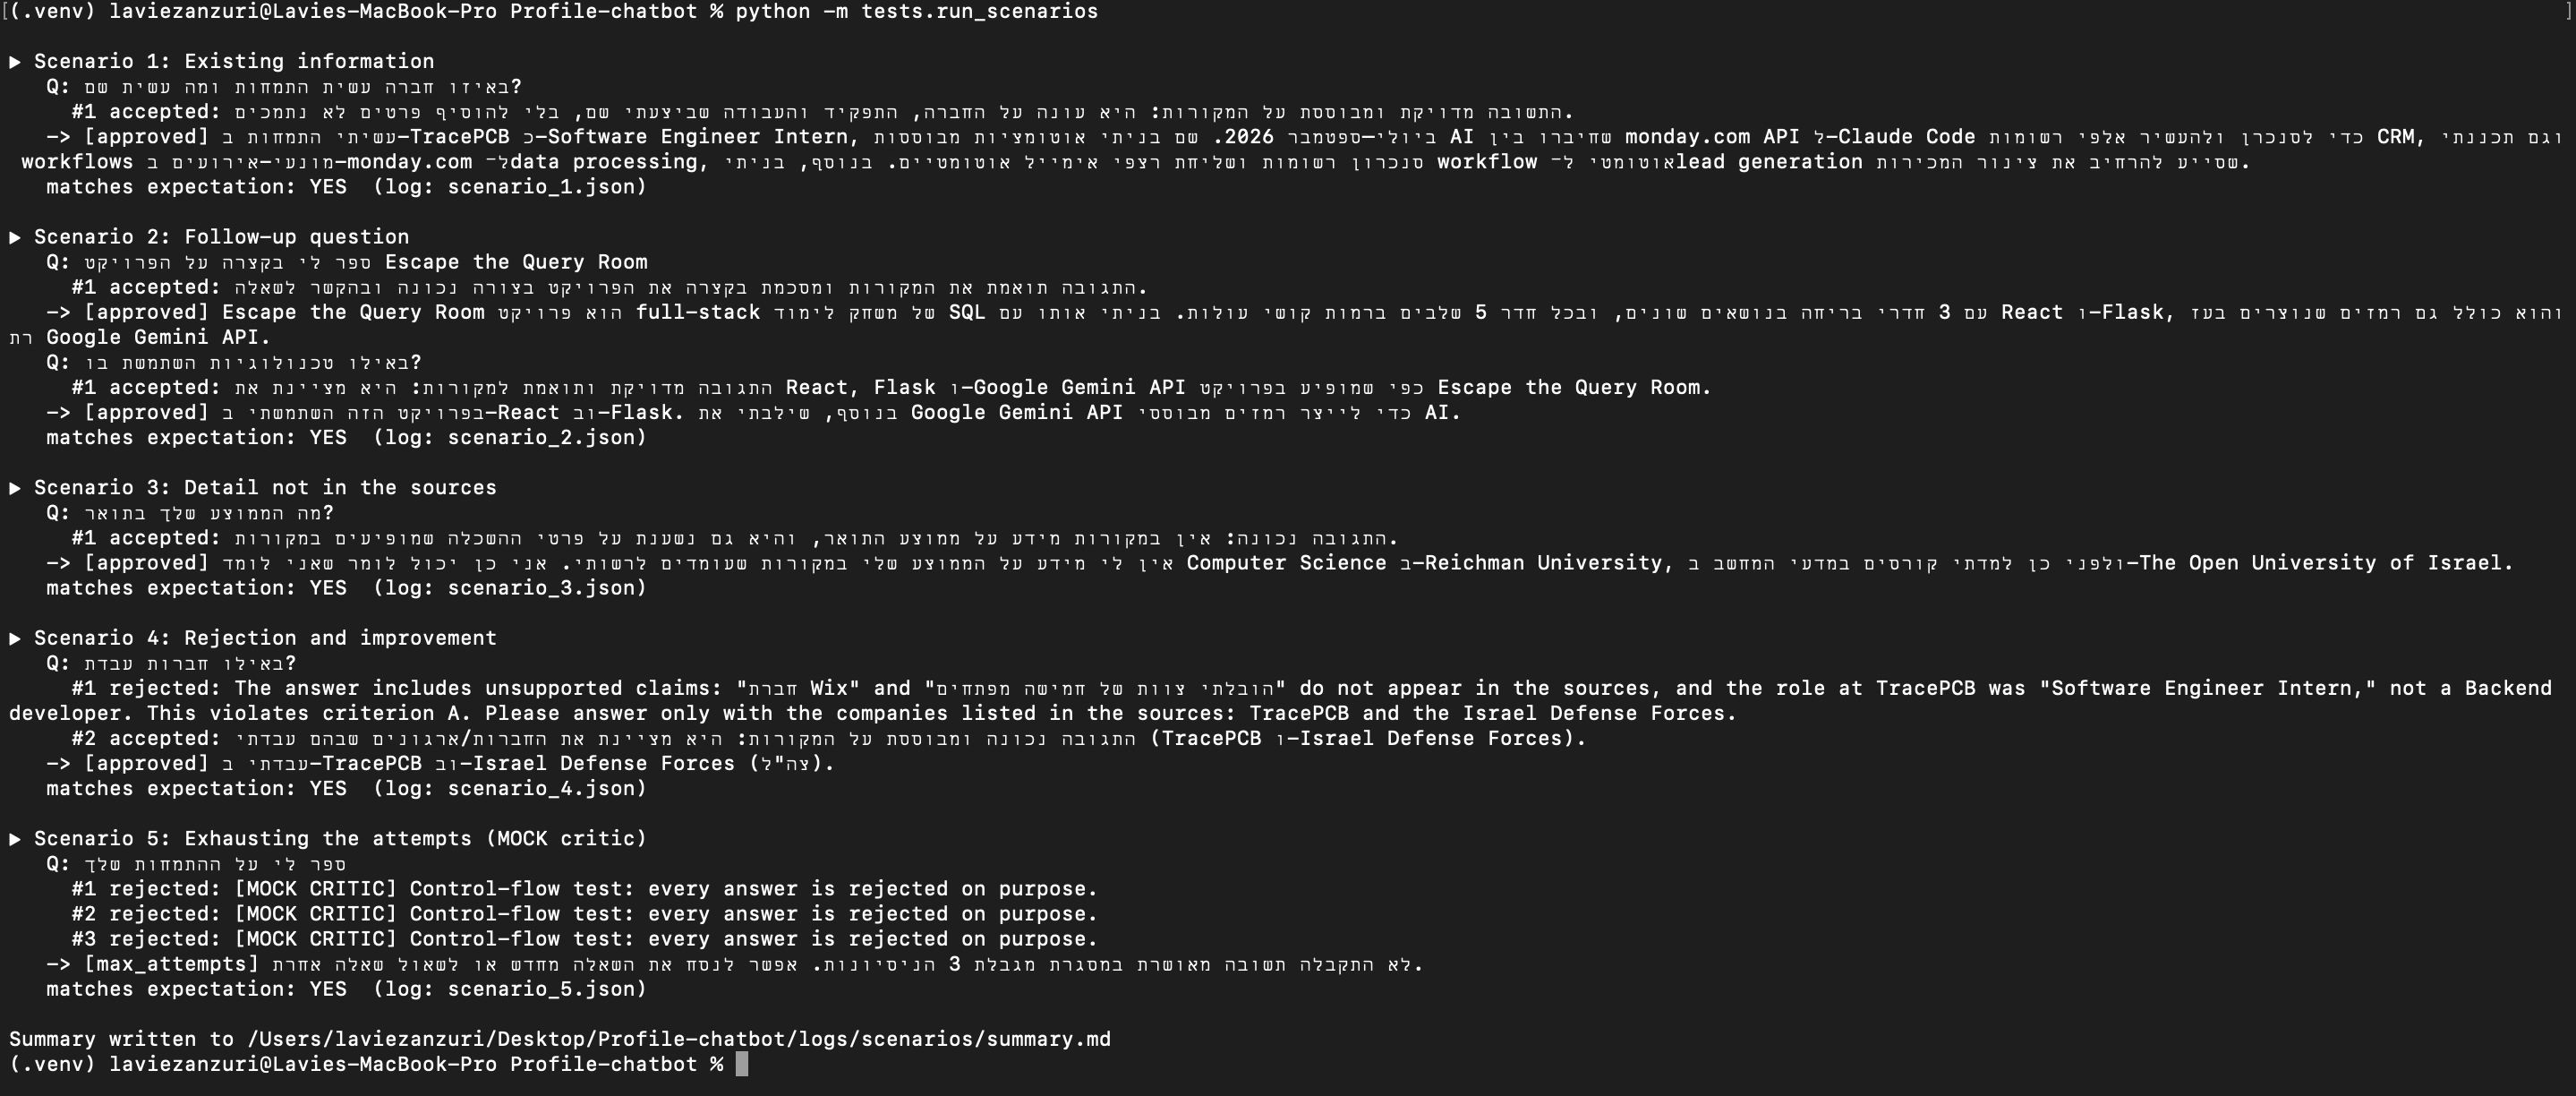 [(.venv) laviezanzuri@Lavies-MacBook-Pro Profile-chatbot % python -m tests.run_scenarios ]
▶ Scenario 1: Existing information
Q: באיזו חברה עשית התמחות ומה עשית שם?
#1 accepted: התשובה מדויקת ומבוססת על המקורות: היא עונה על החברה, התפקיד והעבודה שביצעתי שם, בלי להוסיף פרטים לא נתמכים.
-> [approved] עשיתי התמחות ב-TracePCB כ-Software Engineer Intern, ביולי-ספטמבר 2026. שם בניתי אוטומציות מבוססות AI שחיברו בין monday.com API ל-Claude Code כדי לסנכרן ולהעשיר אלפי רשומות CRM, וגם תכננתי
workflows מונעי-אירועים ב-monday.com ל־data processing, סנכרון רשומות ושליחת רצפי אימייל אוטומטיים. בנוסף, בניתי workflow אוטומטי ל־lead generation שסייע להרחיב את צינור המכירות.
matches expectation: YES (log: scenario_1.json)
▶ Scenario 2: Follow-up question
Q: ספר לי בקצרה על הפרויקט Escape the Query Room
#1 accepted: התגובה תואמת את המקורות ומסכמת בקצרה את הפרויקט בצורה נכונה ובהקשר לשאלה.
-> [approved] Escape the Query Room הוא פרויקט full-stack של משחק לימוד SQL עם 3 חדרי בריחה בנושאים שונים, ובכל חדר 5 שלבים ברמות קושי עולות. בניתי אותו עם React ו-Flask, והוא כולל גם רמזים שנוצרים בעז
רת Google Gemini API.
Q: באילו טכנולוגיות השתמשת בו?
#1 accepted: התגובה מדויקת ותואמת למקורות: היא מציינת את React, Flask ו-Google Gemini API כפי שמופיע בפרויקט Escape the Query Room.
-> [approved] בפרויקט הזה השתמשתי ב-React וב-Flask. בנוסף, שילבתי את Google Gemini API כדי לייצר רמזים מבוססי AI.
matches expectation: YES (log: scenario_2.json)
▶ Scenario 3: Detail not in the sources
Q: מה הממוצע שלך בתואר?
#1 accepted: התגובה נכונה: אין במקורות מידע על ממוצע התואר, והיא גם נשענת על פרטי ההשכלה שמופיעים במקורות.
-> [approved] אין לי מידע על הממוצע שלי במקורות שעומדים לרשותי. אני כן יכול לומר שאני לומד Computer Science ב-Reichman University, ולפני כן למדתי קורסים במדעי המחשב ב-The Open University of Israel.
matches expectation: YES (log: scenario_3.json)
▶ Scenario 4: Rejection and improvement
Q: באילו חברות עבדת?
#1 rejected: The answer includes unsupported claims: "חברת Wix" and "הובלתי צוות של חמישה מפתחים" do not appear in the sources, and the role at TracePCB was "Software Engineer Intern," not a Backend
developer. This violates criterion A. Please answer only with the companies listed in the sources: TracePCB and the Israel Defense Forces.
#2 accepted: התגובה נכונה ומבוססת על המקורות: היא מציינת את החברות/ארגונים שבהם עבדתי (TracePCB ו-Israel Defense Forces).
-> [approved] עבדתי ב-TracePCB וב-Israel Defense Forces (צה"ל).
matches expectation: YES (log: scenario_4.json)
▶ Scenario 5: Exhausting the attempts (MOCK critic)
Q: ספר לי על ההתמחות שלך
#1 rejected: [MOCK CRITIC] Control-flow test: every answer is rejected on purpose.
#2 rejected: [MOCK CRITIC] Control-flow test: every answer is rejected on purpose.
#3 rejected: [MOCK CRITIC] Control-flow test: every answer is rejected on purpose.
-> [max_attempts] לא התקבלה תשובה מאושרת במסגרת מגבלת 3 הניסיונות. אפשר לנסח את השאלה מחדש או לשאול שאלה אחרת.
matches expectation: YES (log: scenario_5.json)
Summary written to /Users/laviezanzuri/Desktop/Profile-chatbot/logs/scenarios/summary.md
(.venv) laviezanzuri@Lavies-MacBook-Pro Profile-chatbot %